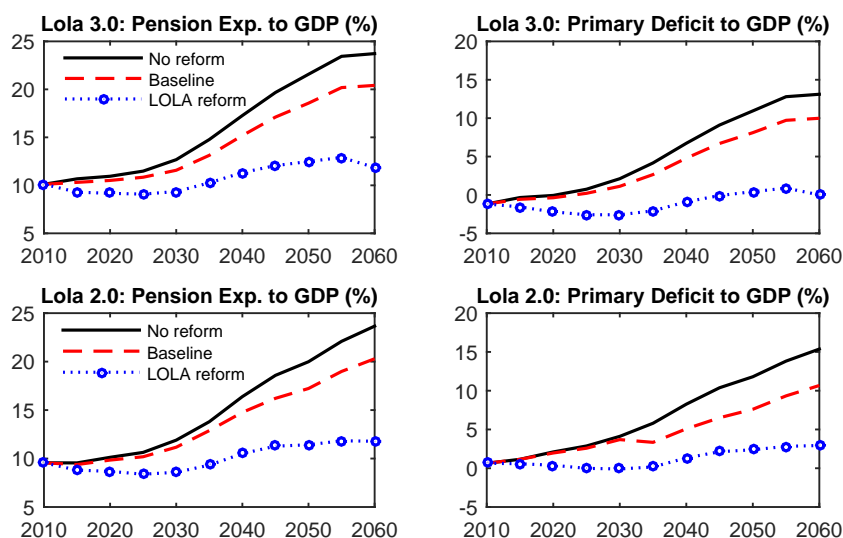 Lola 3.0: Pension Exp. to GDP (%)
25
20
15
10
5
No reform
Baseline
LOLA reform
2010 2020 2030 2040 2050 2060
Lola 3.0: Primary Deficit to GDP (%)
20
15
10
5
0
-5
2010 2020 2030 2040 2050 2060
Lola 2.0: Pension Exp. to GDP (%)
25
20
15
10
5
No reform
Baseline
LOLA reform
2010 2020 2030 2040 2050 2060
Lola 2.0: Primary Deficit to GDP (%)
20
15
10
5
0
-5
2010 2020 2030 2040 2050 2060